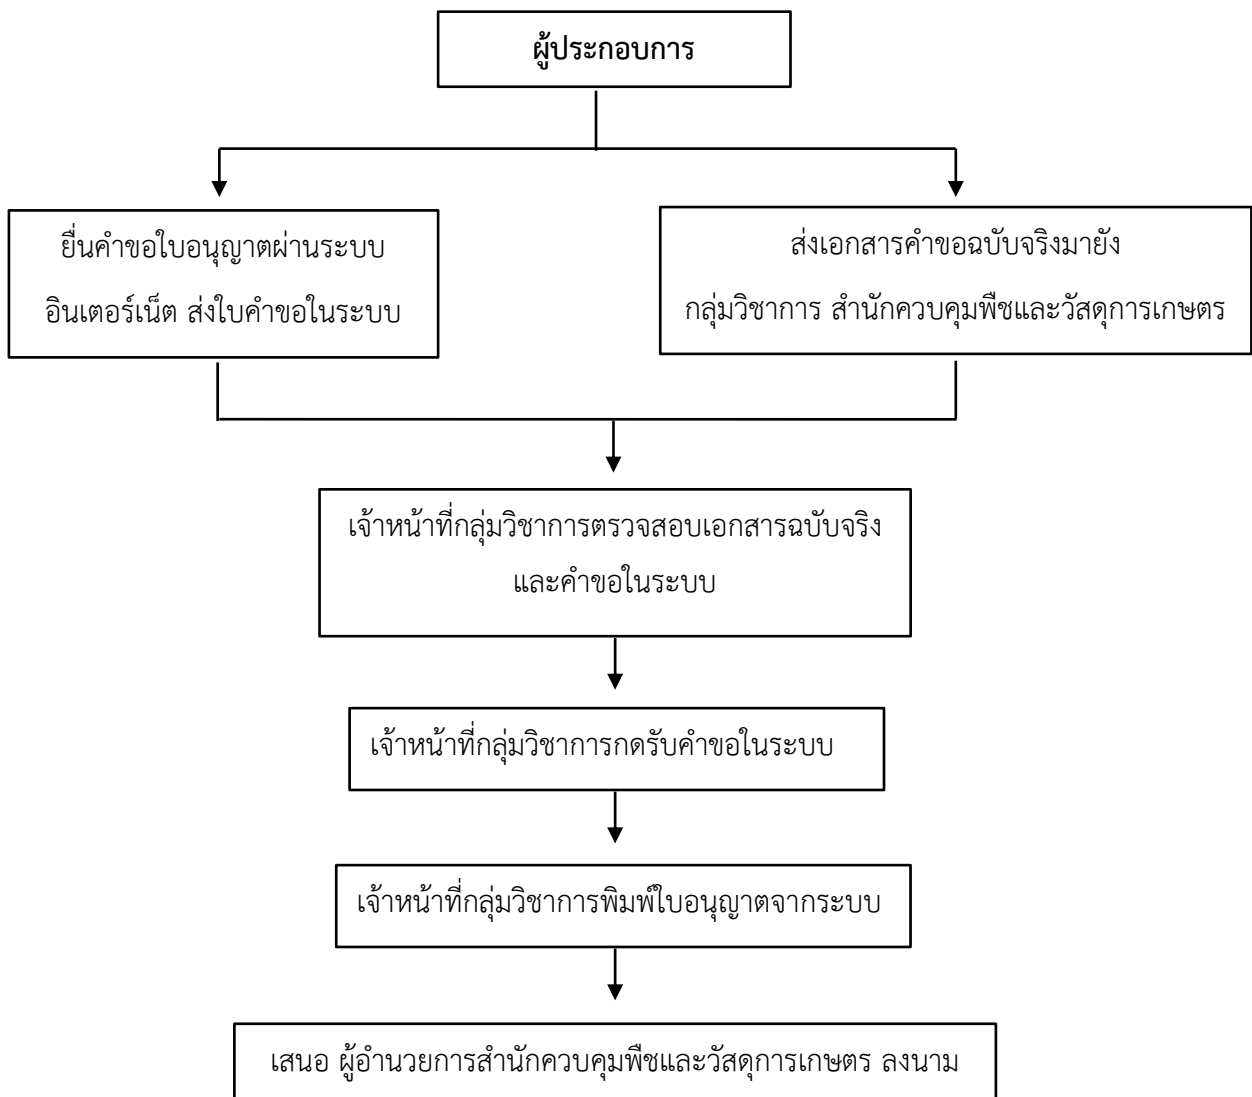 ผู้ประกอบการ
ยื่นคำขอใบอนุญาตผ่านระบบ
อินเตอร์เน็ต ส่งใบคำขอในระบบ
ส่งเอกสารคำขอฉบับจริงมายัง
กลุ่มวิชาการ สำนักควบคุมพืชและวัสดุการเกษตร
เจ้าหน้าที่กลุ่มวิชาการตรวจสอบเอกสารฉบับจริง
และคำขอในระบบ
เจ้าหน้าที่กลุ่มวิชาการกดรับคำขอในระบบ
เจ้าหน้าที่กลุ่มวิชาการพิมพ์ใบอนุญาตจากระบบ
เสนอ ผู้อำนวยการสำนักควบคุมพืชและวัสดุการเกษตร ลงนาม